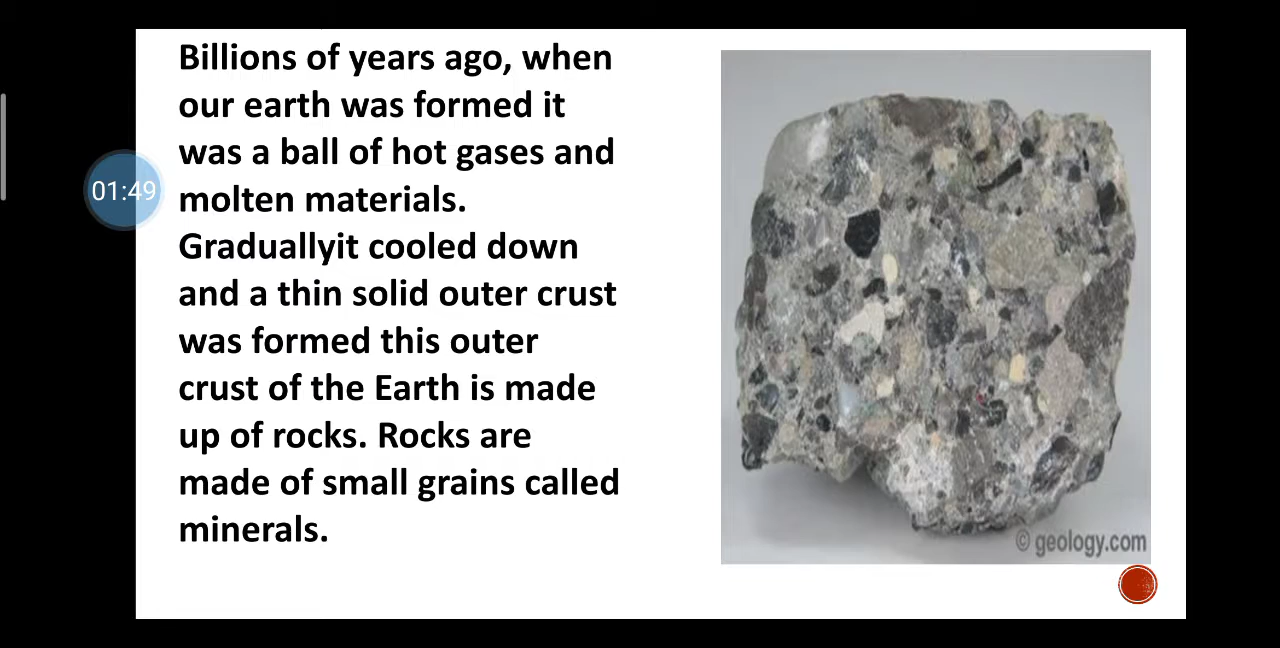 Billions of years ago, when
our earth was formed it
was a ball of hot gases and
molten materials.
Graduallyit cooled down
and a thin solid outer crust
was formed this outer
crust of the Earth is made
up of rocks. Rocks are
made of small grains called
minerals.
01:49
© geology.com